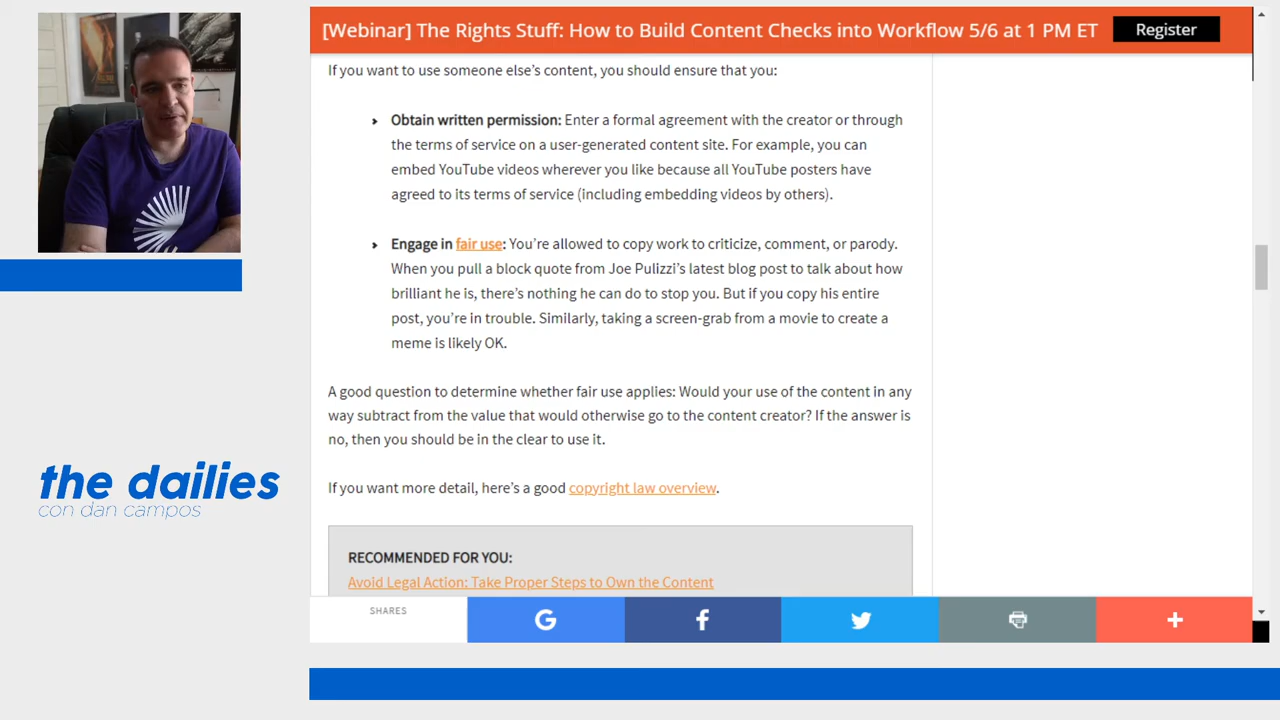 [Webinar] The Rights Stuff: How to Build Content Checks into Workflow 5/6 at 1 PM ET
Register
If you want to use someone else’s content, you should ensure that you:
Obtain written permission: Enter a formal agreement with the creator or through
the terms of service on a user-generated content site. For example, you can
embed YouTube videos wherever you like because all YouTube posters have
agreed to its terms of service (including embedding videos by others).
Engage in fair use: You’re allowed to copy work to criticize, comment, or parody.
When you pull a block quote from Joe Pulizzi’s latest blog post to talk about how
brilliant he is, there’s nothing he can do to stop you. But if you copy his entire
post, you’re in trouble. Similarly, taking a screen-grab from a movie to create a
meme is likely OK.
A good question to determine whether fair use applies: Would your use of the content in any
way subtract from the value that would otherwise go to the content creator? If the answer is
no, then you should be in the clear to use it.
If you want more detail, here’s a good copyright law overview.
RECOMMENDED FOR YOU:
Avoid Legal Action: Take Proper Steps to Own the Content
SHARES
the dailies
con dan campos